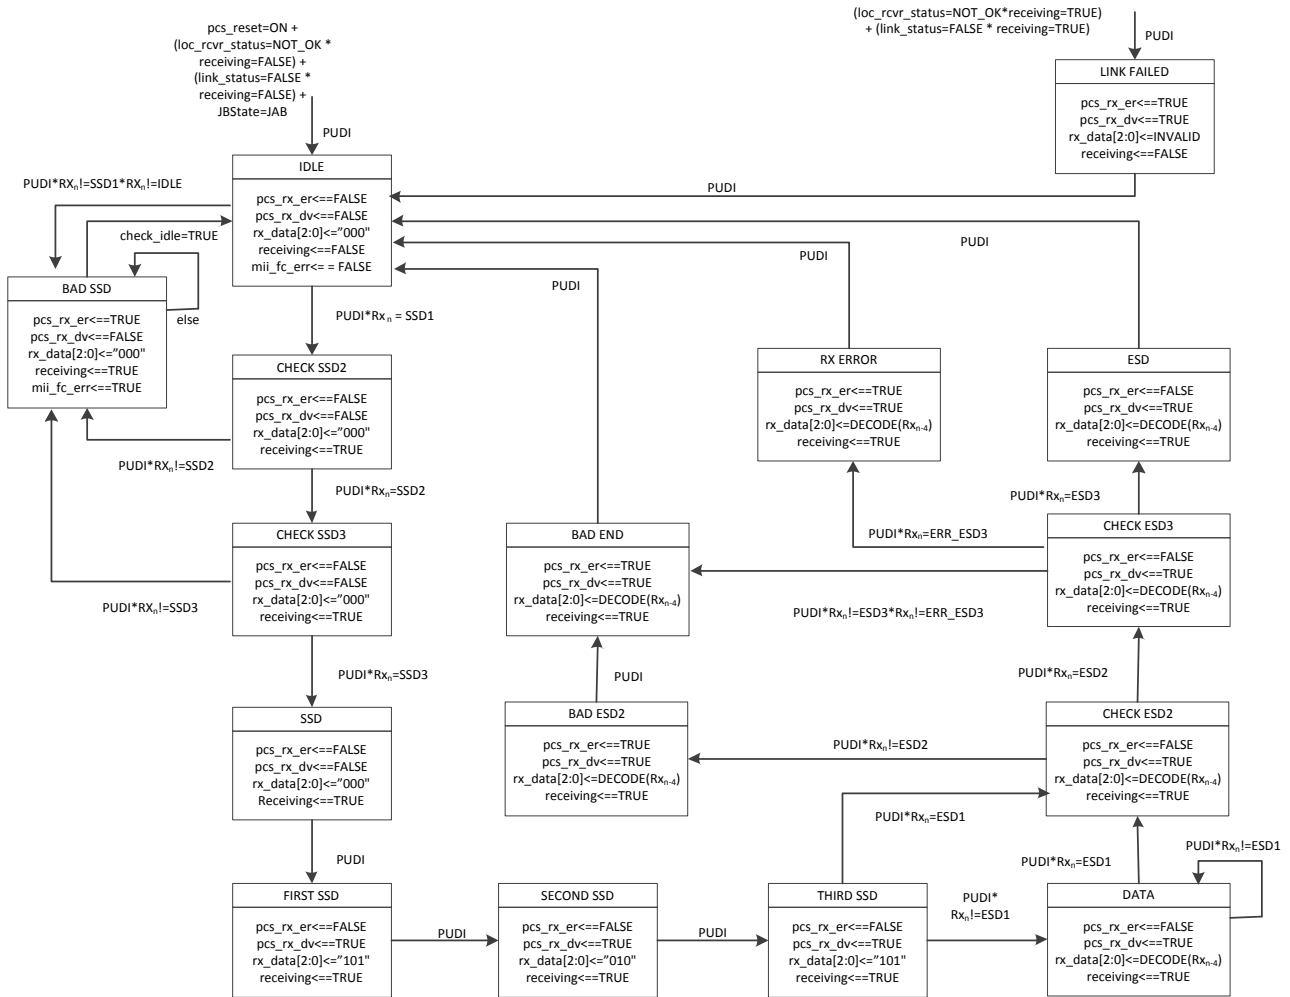 pcs_reset=ON +
(loc_rcvr_status=NOT_OK *
receiving=FALSE) +
(link_status=FALSE *
receiving=FALSE) +
JBState=JAB
PUDI
(loc_rcvr_status=NOT_OK*receiving=TRUE)
+ (link_status=FALSE * receiving=TRUE)
PUDI
LINK FAILED
pcs_rx_er<==TRUE
pcs_rx_dv<==TRUE
rx_data[2:0]<=INVALID
receiving<==FALSE
PUDI
IDLE
pcs_rx_er<==FALSE
pcs_rx_dv<==FALSE
rx_data[2:0]<="000"
receiving<==FALSE
mii_fc_err<= = FALSE
PUDI*RXn!=SSD1*RXn!=IDLE
check_idle=TRUE
PUDI
PUDI
PUDI
BAD SSD
pcs_rx_er<==TRUE
pcs_rx_dv<==FALSE
rx_data[2:0]<=”000"
receiving<==TRUE
mii_fc_err<==TRUE
else
PUDI*Rxn = SSD1
CHECK SSD2
pcs_rx_er<==FALSE
pcs_rx_dv<==FALSE
rx_data[2:0]<=”000"
receiving<==TRUE
PUDI*RXn!=SSD2
PUDI*Rxn=SSD2
RX ERROR
pcs_rx_er<==TRUE
pcs_rx_dv<==TRUE
rx_data[2:0]<=DECODE(Rxn-4)
receiving<==TRUE
ESD
pcs_rx_er<==FALSE
pcs_rx_dv<==TRUE
rx_data[2:0]<=DECODE(Rxn-4)
receiving<==TRUE
PUDI*Rxn=ESD3
CHECK SSD3
pcs_rx_er<==FALSE
pcs_rx_dv<==FALSE
rx_data[2:0]<=”000"
receiving<==TRUE
PUDI*RXn!=SSD3
PUDI*Rxn=SSD3
BAD END
pcs_rx_er<==TRUE
pcs_rx_dv<==TRUE
rx_data[2:0]<=DECODE(Rxn-4)
receiving<==TRUE
PUDI*Rxn=ERR_ESD3
PUDI*Rxn!=ESD3*Rxn!=ERR_ESD3
CHECK ESD3
pcs_rx_er<==FALSE
pcs_rx_dv<==TRUE
rx_data[2:0]<=DECODE(Rxn-4)
receiving<==TRUE
PUDI*Rxn=ESD2
PUDI
SSD
pcs_rx_er<==FALSE
pcs_rx_dv<==FALSE
rx_data[2:0]<=”000"
Receiving<==TRUE
PUDI
BAD ESD2
pcs_rx_er<==TRUE
pcs_rx_dv<==TRUE
rx_data[2:0]<=DECODE(Rxn-4)
receiving<==TRUE
PUDI*Rxn!=ESD2
CHECK ESD2
pcs_rx_er<==FALSE
pcs_rx_dv<==TRUE
rx_data[2:0]<=DECODE(Rxn-4)
receiving<==TRUE
PUDI*Rxn=ESD1
PUDI*Rxn=ESD1
PUDI*Rxn!=ESD1
FIRST SSD
pcs_rx_er<==FALSE
pcs_rx_dv<==TRUE
rx_data[2:0]<="101"
receiving<==TRUE
PUDI
SECOND SSD
pcs_rx_er<==FALSE
pcs_rx_dv<==TRUE
rx_data[2:0]<="010"
receiving<==TRUE
PUDI
THIRD SSD
pcs_rx_er<==FALSE
pcs_rx_dv<==TRUE
rx_data[2:0]<="101"
receiving<==TRUE
PUDI*
Rxn!=ESD1
DATA
pcs_rx_er<==FALSE
pcs_rx_dv<==TRUE
rx_data[2:0]<=DECODE(Rxn-4)
receiving<==TRUE